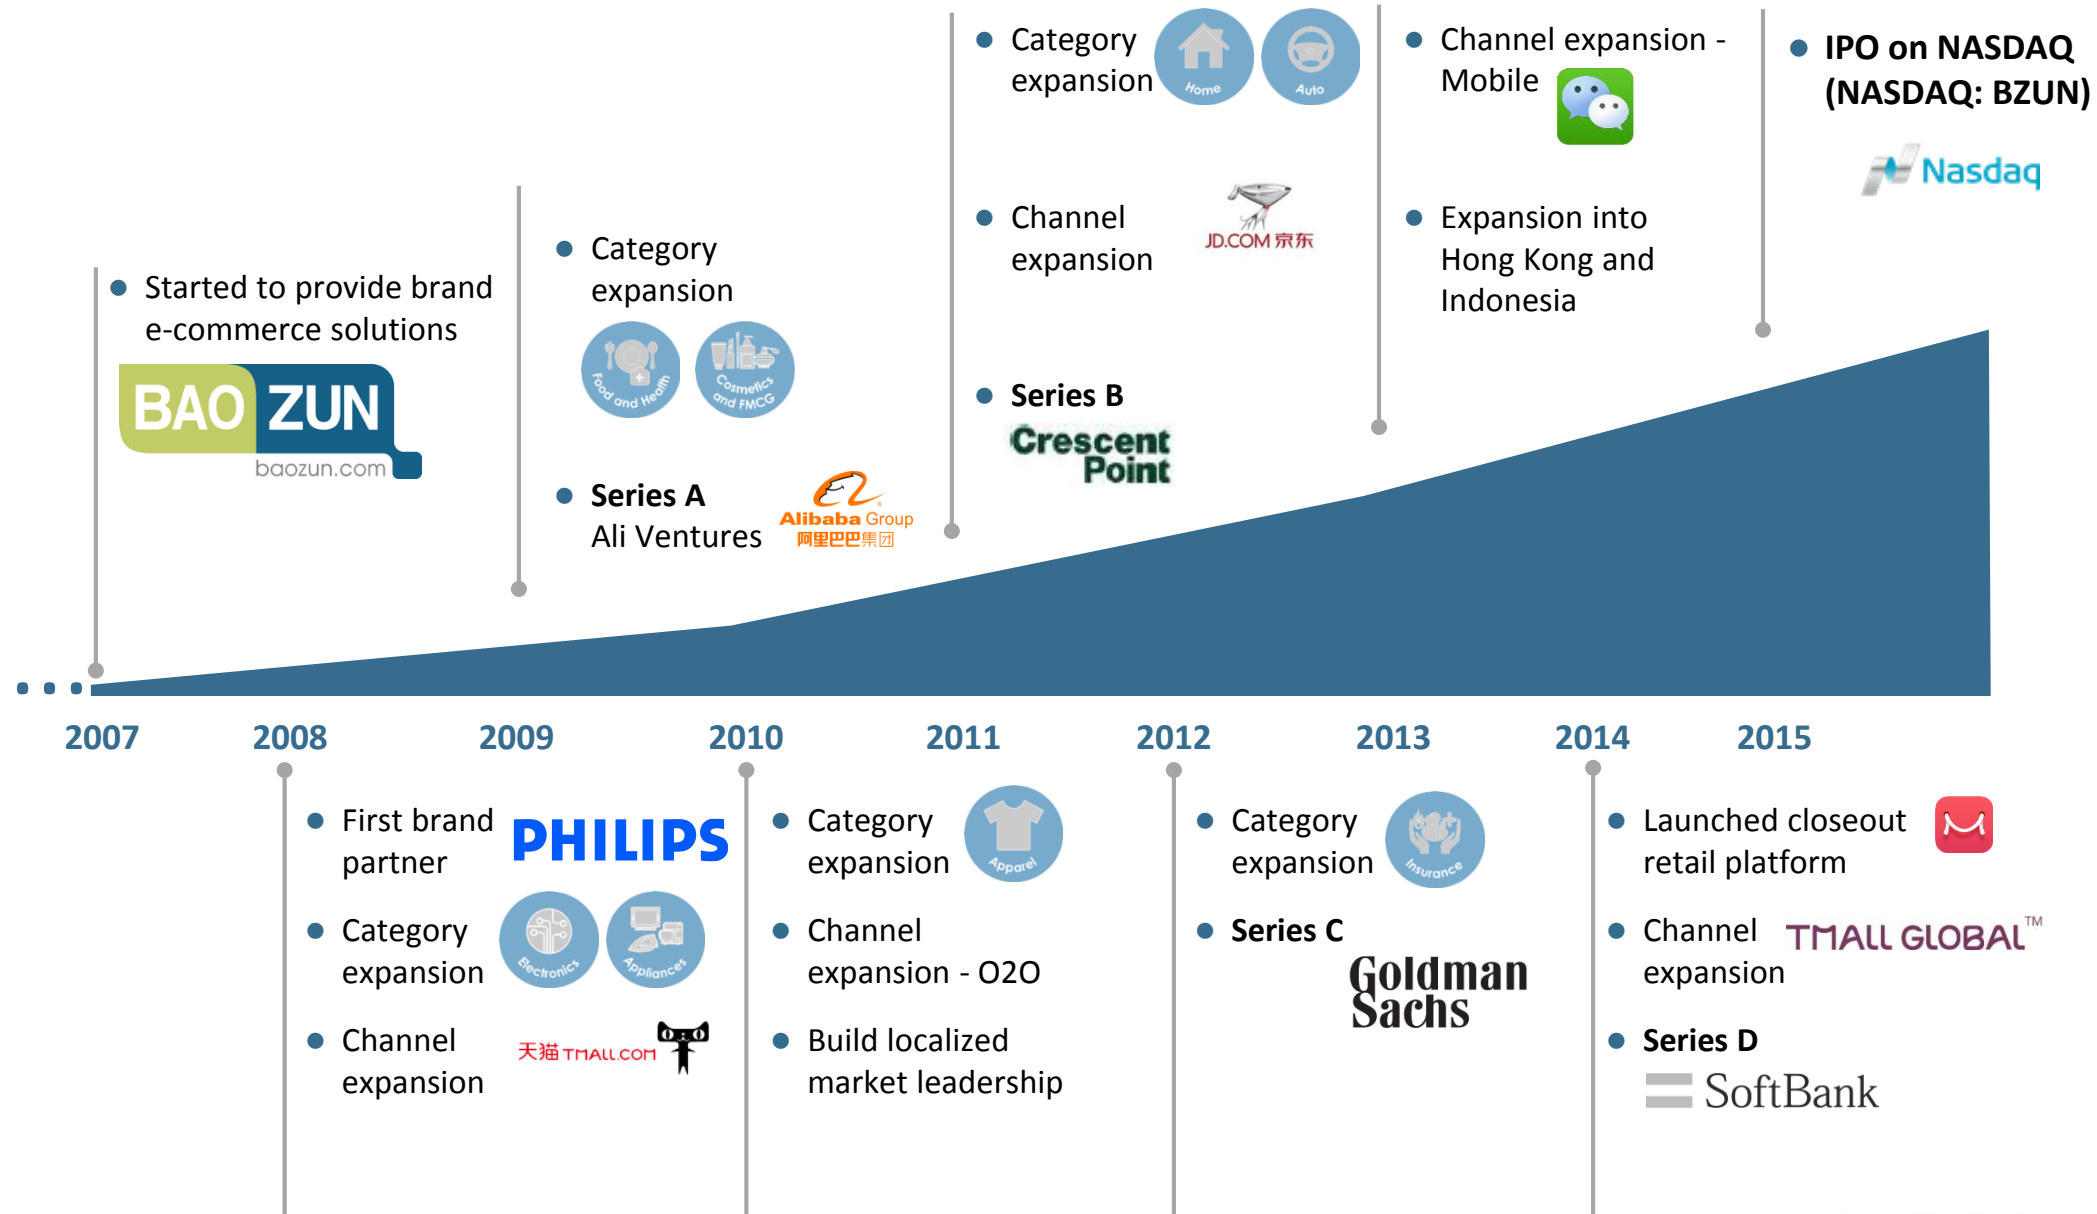 Started to provide brand
e-commerce solutions
BAO ZUN
baozun.com
Category
expansion
Food and Health
Cosmetics
and FMCG
Series A
Ali Ventures
Alibaba Group
阿里巴巴集团
Category
expansion
Home
Auto
Channel
expansion
JD.COM 京东
Series B
Crescent
Point
Channel expansion -
Mobile
Expansion into
Hong Kong and
Indonesia
IPO on NASDAQ
(NASDAQ: BZUN)
Nasdaq
2007 2008 2009 2010 2011 2012 2013 2014 2015
First brand
partner
PHILIPS
Category
expansion
Electronics
Appliances
Channel
expansion
天猫 TMALL.COM
Category
expansion
Apparel
Channel
expansion - O2O
Build localized
market leadership
Category
expansion
Insurance
Series C
Goldman
Sachs
Launched closeout
retail platform
Channel
expansion
TMALL GLOBAL™
Series D
SoftBank